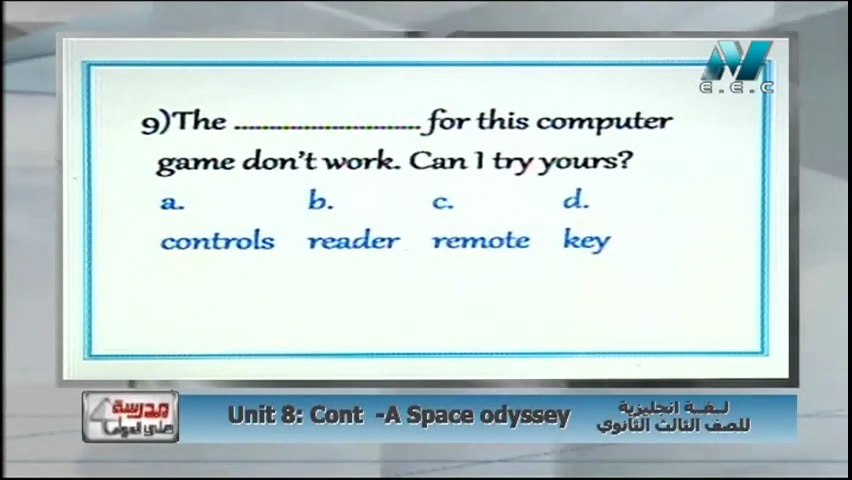 9)The ............................ for this computer
game don't work. Can I try yours?
a. b. c. d.
controls reader remote key
e.e.c
مدرسة
على الهواء
Unit 8: Cont -A Space odyssey
لـغـة انجليزية
للصف الثالث الثانوي